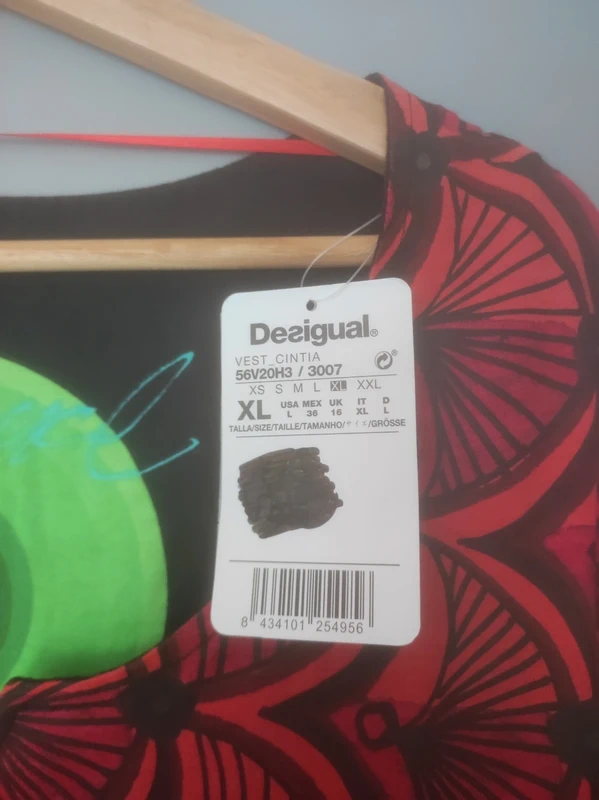 Desigual®
VEST_CINTIA
56V20H3 / 3007
XS S M L XL XXL
XL
USA MEX UK IT D
L 36 16 XL L
TALLA/SIZE/TAILLE/TAMANHO/ /GRÖSSE
8 434101 254956